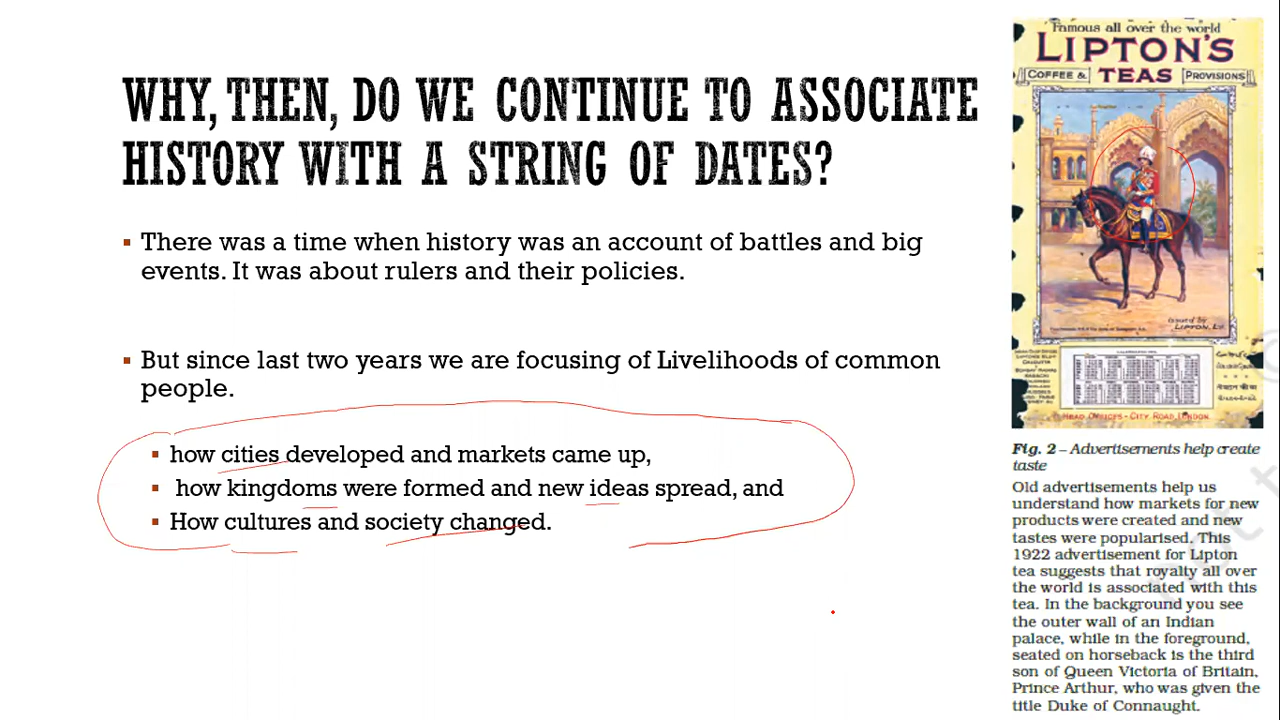 WHY, THEN, DO WE CONTINUE TO ASSOCIATE
HISTORY WITH A STRING OF DATES?
There was a time when history was an account of battles and big
events. It was about rulers and their policies.
But since last two years we are focusing of Livelihoods of common
people.
how cities developed and markets came up,
how kingdoms were formed and new ideas spread, and
How cultures and society changed.
Famous all over the world
LIPTON'S
COFFEE & TEAS PROVISIONS
Issued by
LIPTON, LD.
HEAD OFFICES - CITY ROAD LONDON
Fig. 2 – Advertisements help create
taste
Old advertisements help us
understand how markets for new
products were created and new
tastes were popularised. This
1922 advertisement for Lipton
tea suggests that royalty all over
the world is associated with this
tea. In the background you see
the outer wall of an Indian
palace, while in the foreground,
seated on horseback is the third
son of Queen Victoria of Britain,
Prince Arthur, who was given the
title Duke of Connaught.
not t